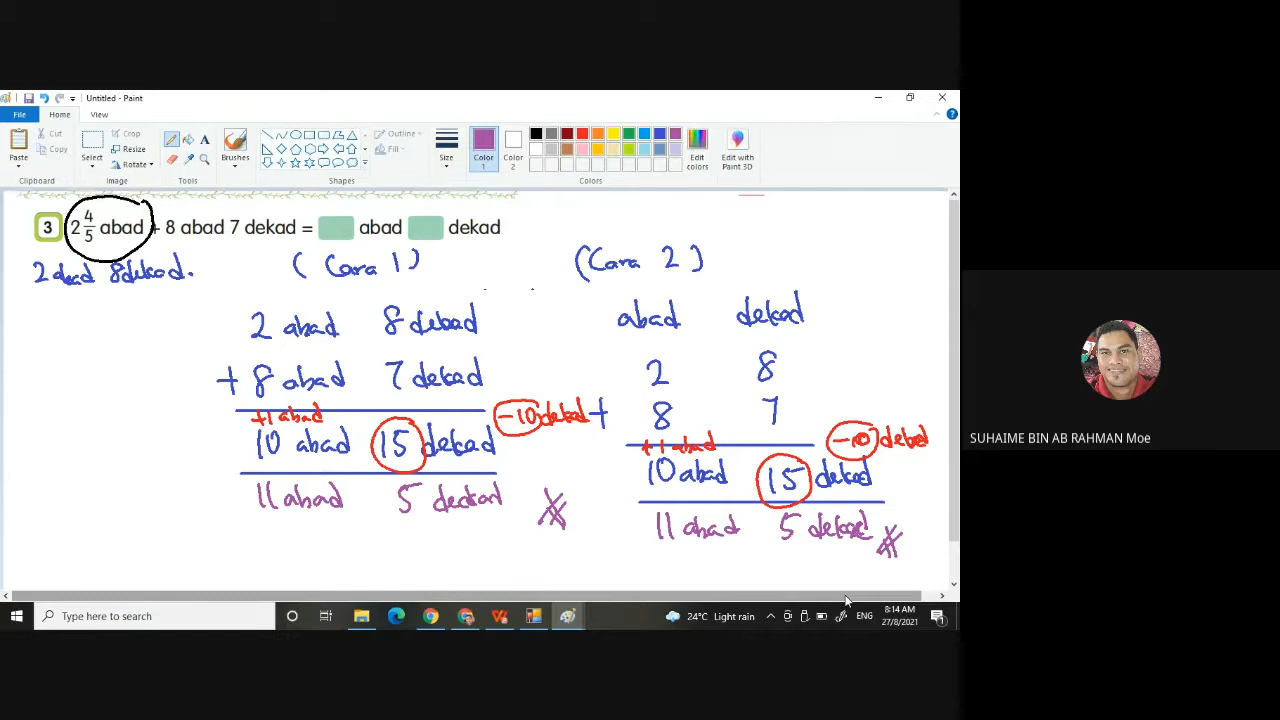 Untitled - Paint
File Home View
Paste Cut Copy Clipboard
Select Crop Resize Rotate Image
Tools
Brushes
Shapes Outline Fill
Size
Color 1 Color 2
Edit colors
Edit with Paint 3D
Colors
3 2 4/5 abad + 8 abad 7 dekad = abad dekad
2 abad 8 dekad.
(Cara 1)
2 abad 8 dekad
+ 8 abad 7 dekad
+1 abad -10 dekad
10 abad 15 dekad
11 abad 5 deckad
(Cara 2)
abad dekad
2 8
+ 8 7
+1 abad -10 dekad
10 abad 15 dekad
11 abad 5 dekad
SUHAIME BIN AB RAHMAN Moe
Type here to search
24°C Light rain
ENG
8:14 AM
27/8/2021
1